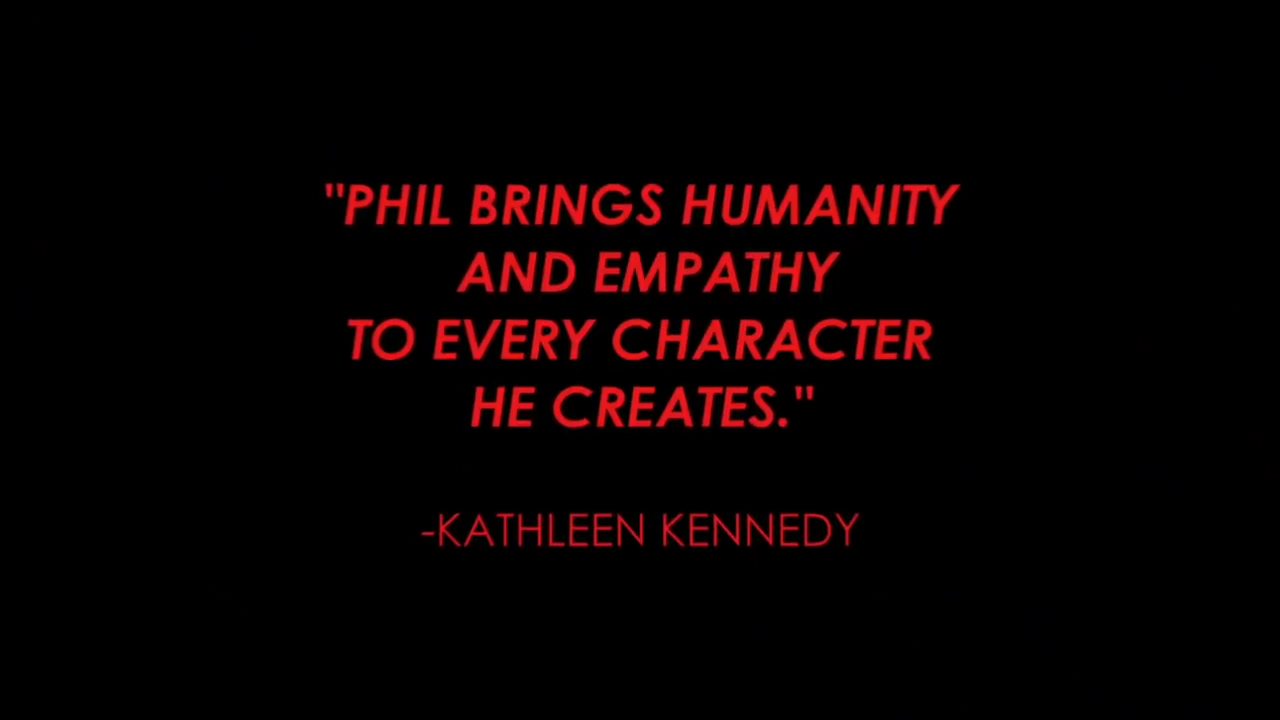 "PHIL BRINGS HUMANITY
AND EMPATHY
TO EVERY CHARACTER
HE CREATES."
-KATHLEEN KENNEDY